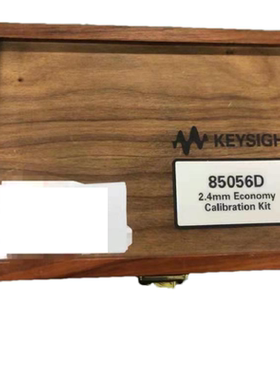 KEYSIGH
85056D
2.4mm Economy
Calibration Kit